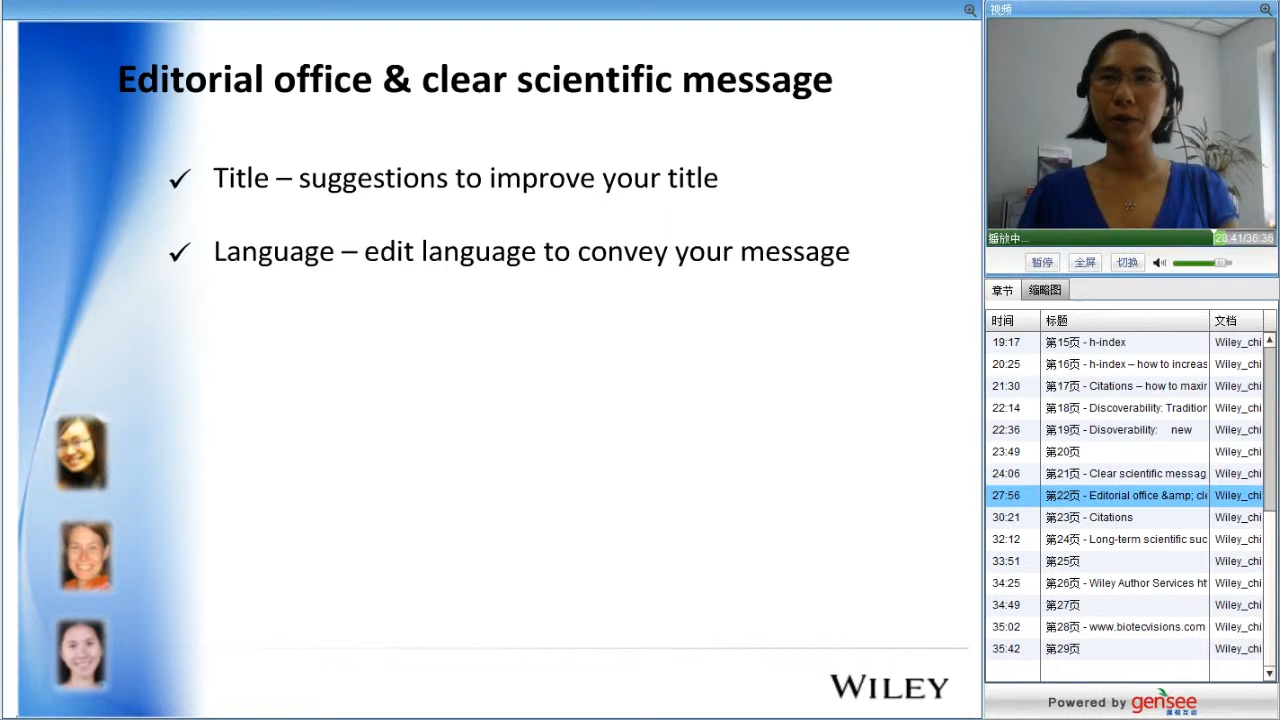 Editorial office & clear scientific message
✓ Title – suggestions to improve your title
✓ Language – edit language to convey your message
WILEY
视频
播放中...
28:41/36:36
暂停 全屏 切换
章节 缩略图
时间 标题 文档
19:17 第15页 - h-index Wiley_chi
20:25 第16页 - h-index – how to increas Wiley_chi
21:30 第17页 - Citations – how to maxir Wiley_chi
22:14 第18页 - Discoverability: Tradition Wiley_chi
22:36 第19页 - Disoverability: new Wiley_chi
23:49 第20页 Wiley_chi
24:06 第21页 - Clear scientific messag Wiley_chi
27:56 第22页 - Editorial office &amp; cle Wiley_chi
30:21 第23页 - Citations Wiley_chi
32:12 第24页 - Long-term scientific suc Wiley_chi
33:51 第25页 Wiley_chi
34:25 第26页 - Wiley Author Services ht Wiley_chi
34:49 第27页 Wiley_chi
35:02 第28页 - www.biotecvisions.com Wiley_chi
35:42 第29页 Wiley_chi
Powered by gensee
展视互动